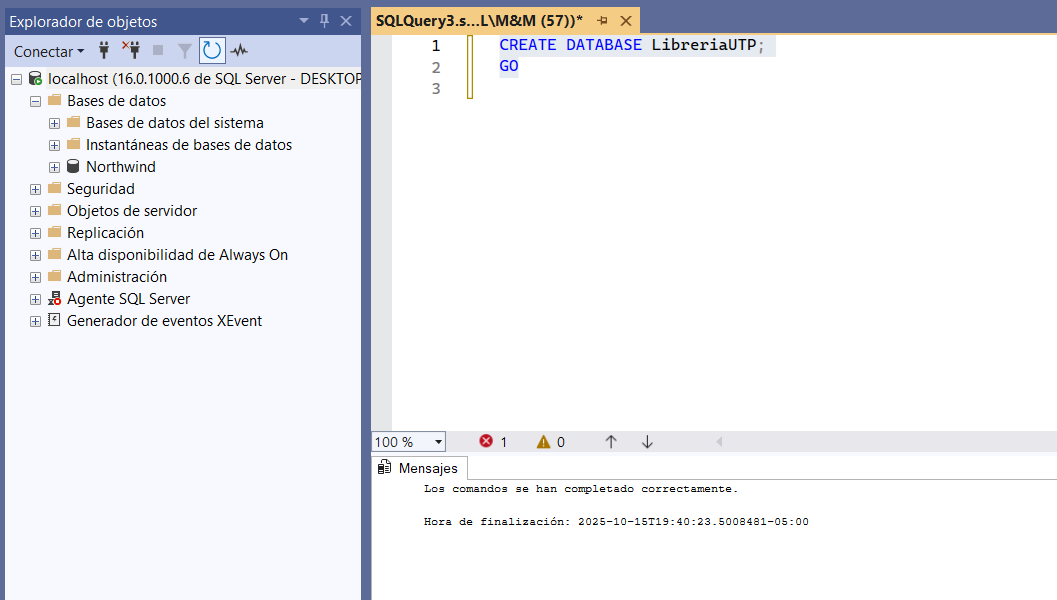 Explorador de objetos
Conectar
localhost (16.0.1000.6 de SQL Server - DESKTOP
Bases de datos
Bases de datos del sistema
Instantáneas de bases de datos
Northwind
Seguridad
Objetos de servidor
Replicación
Alta disponibilidad de Always On
Administración
Agente SQL Server
Generador de eventos XEvent
SQLQuery3.s...L\M&M (57))*
1 CREATE DATABASE LibreriaUTP;
2 GO
3
100 % 1 0
Mensajes
Los comandos se han completado correctamente.
Hora de finalización: 2025-10-15T19:40:23.5008481-05:00